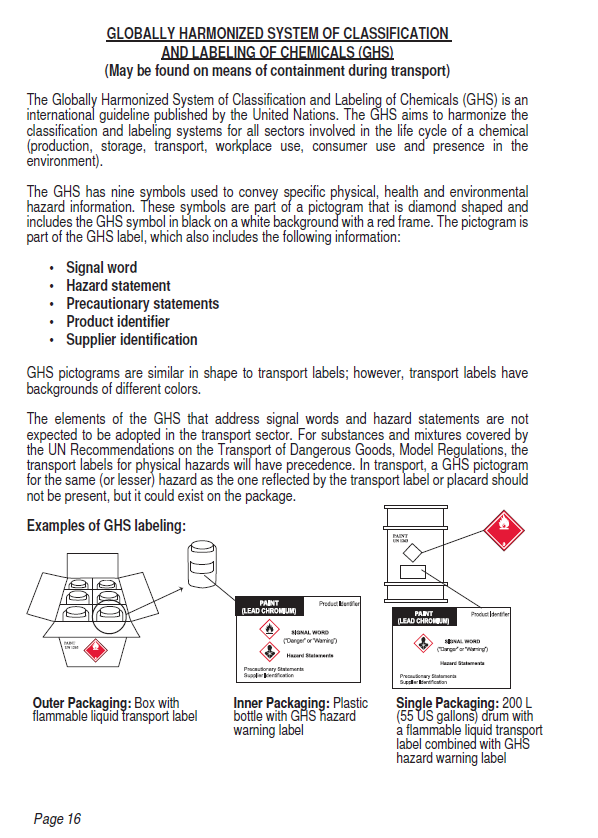 GLOBALLY HARMONIZED SYSTEM OF CLASSIFICATION
AND LABELING OF CHEMICALS (GHS)
(May be found on means of containment during transport)
The Globally Harmonized System of Classification and Labeling of Chemicals (GHS) is an
international guideline published by the United Nations. The GHS aims to harmonize the
classification and labeling systems for all sectors involved in the life cycle of a chemical
(production, storage, transport, workplace use, consumer use and presence in the
environment).
The GHS has nine symbols used to convey specific physical, health and environmental
hazard information. These symbols are part of a pictogram that is diamond shaped and
includes the GHS symbol in black on a white background with a red frame. The pictogram is
part of the GHS label, which also includes the following information:
• Signal word
• Hazard statement
• Precautionary statements
• Product identifier
• Supplier identification
GHS pictograms are similar in shape to transport labels; however, transport labels have
backgrounds of different colors.
The elements of the GHS that address signal words and hazard statements are not
expected to be adopted in the transport sector. For substances and mixtures covered by
the UN Recommendations on the Transport of Dangerous Goods, Model Regulations, the
transport labels for physical hazards will have precedence. In transport, a GHS pictogram
for the same (or lesser) hazard as the one reflected by the transport label or placard should
not be present, but it could exist on the package.
Examples of GHS labeling:
PAINT
UN 1263
PAINT
(LEAD CHROMIUM)
Product Identifier
SIGNAL WORD
("Danger" or "Warning")
Hazard Statements
Precautionary Statements
Supplier Identification
PAINT
UN 1263
PAINT
(LEAD CHROMIUM)
Product Identifier
SIGNAL WORD
("Danger" or "Warning")
Hazard Statements
Precautionary Statements
Supplier Identification
Outer Packaging: Box with
flammable liquid transport label
Inner Packaging: Plastic
bottle with GHS hazard
warning label
Single Packaging: 200 L
(55 US gallons) drum with
a flammable liquid transport
label combined with GHS
hazard warning label
Page 16